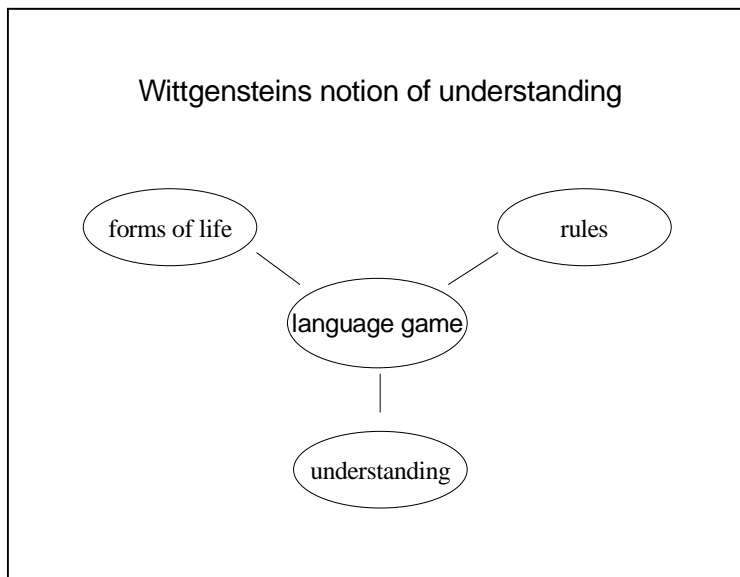 Wittgensteins notion of understanding
forms of life
rules
language game
understanding